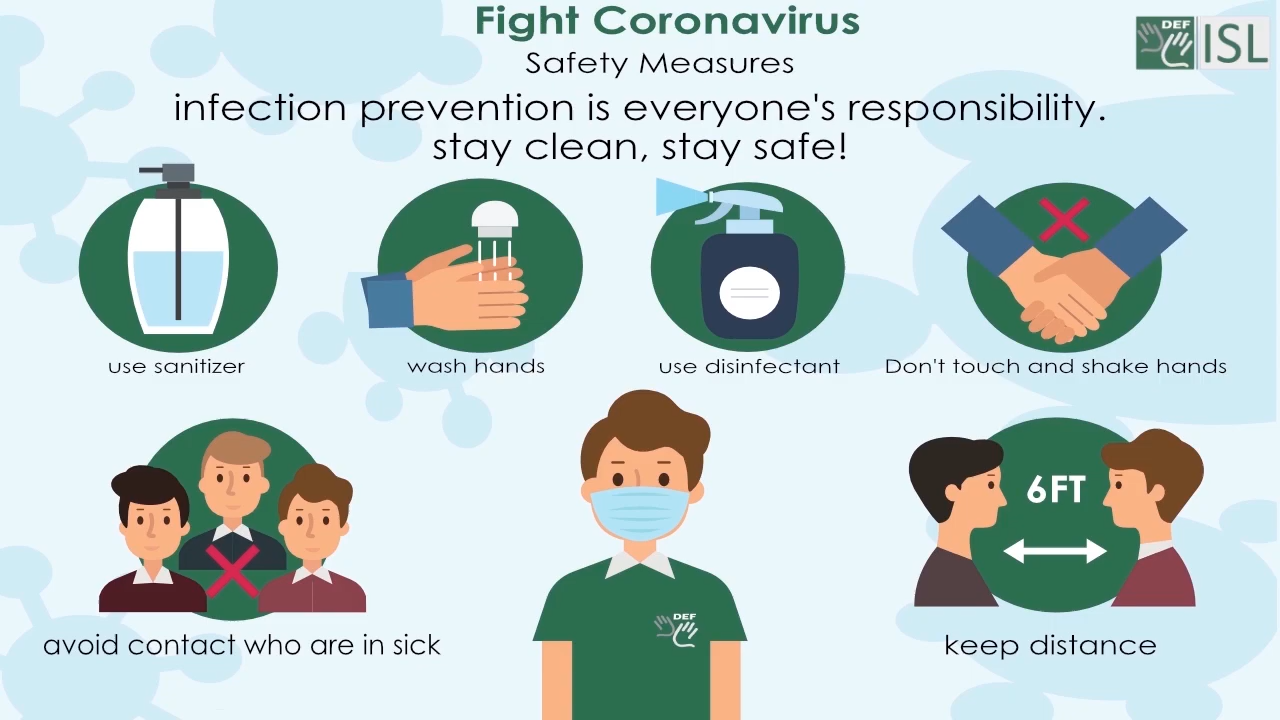 Fight Coronavirus
DEF
ISL
Safety Measures
infection prevention is everyone's responsibility.
stay clean, stay safe!
use sanitizer
wash hands
use disinfectant
Don't touch and shake hands
6FT
DEF
avoid contact who are in sick
keep distance